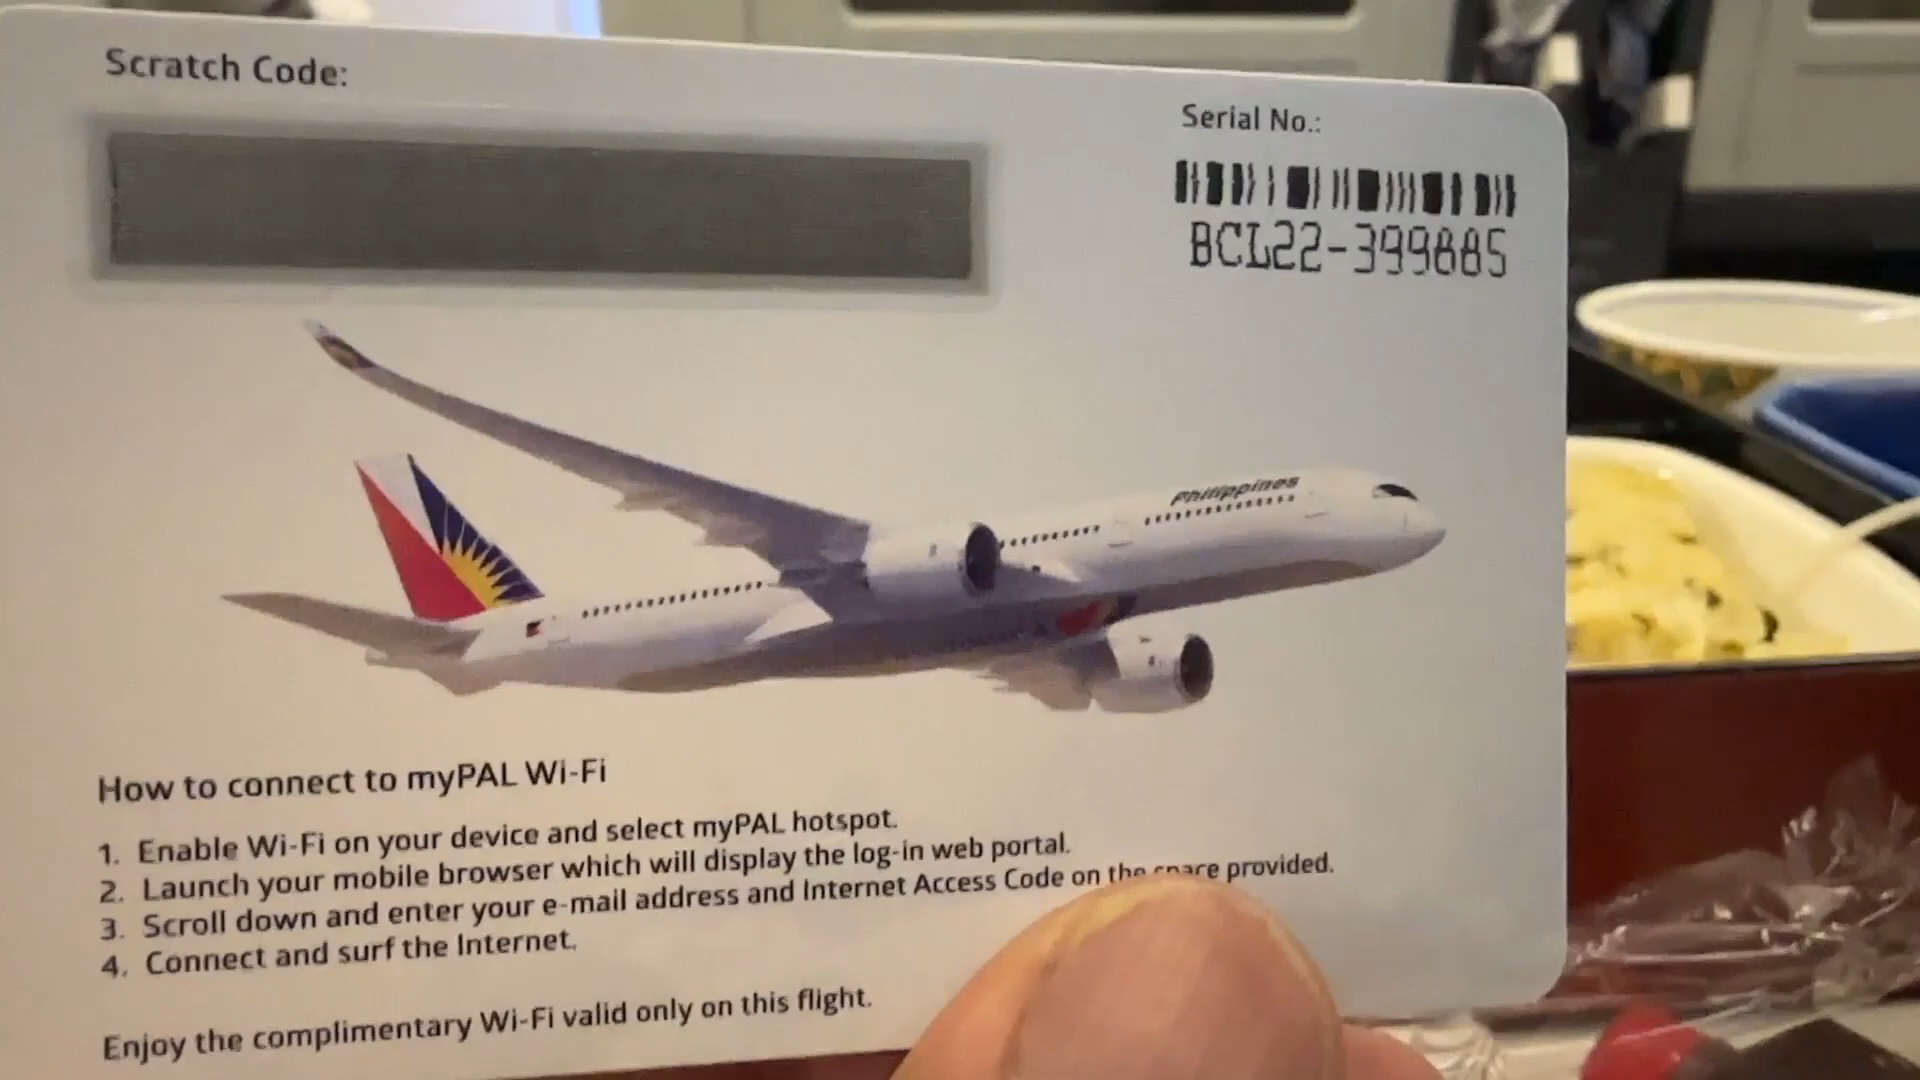 Scratch Code:
Serial No.:
BCL22-399885
Philippines
How to connect to myPAL Wi-Fi
1. Enable Wi-Fi on your device and select myPAL hotspot.
2. Launch your mobile browser which will display the log-in web portal.
3. Scroll down and enter your e-mail address and Internet Access Code on the space provided.
4. Connect and surf the Internet.
Enjoy the complimentary Wi-Fi valid only on this flight.